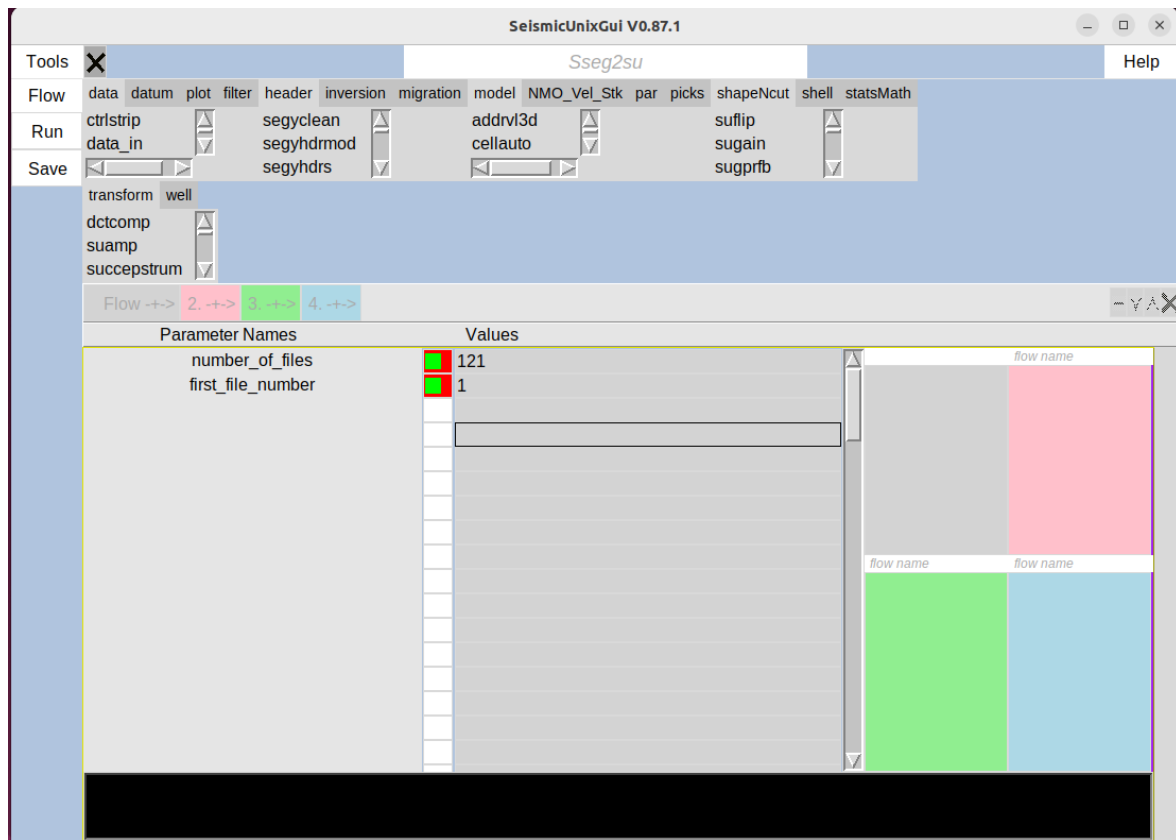 SeismicUnixGui V0.87.1
Tools Sseg2su Help
Flow data datum plot filter header inversion migration model NMO_Vel_Stk par picks shapeNcut shell statsMath
Run ctrlstrip segyclean addrvl3d suflip
data_in segyhdrmod cellauto sugain
Save segyhdrs sugprfb
transform well
dctcomp
suamp
succepstrum
Flow -+-> 2. -+-> 3. -+-> 4. -+->
Parameter Names Values
number_of_files 121 flow name
first_file_number 1
flow name flow name